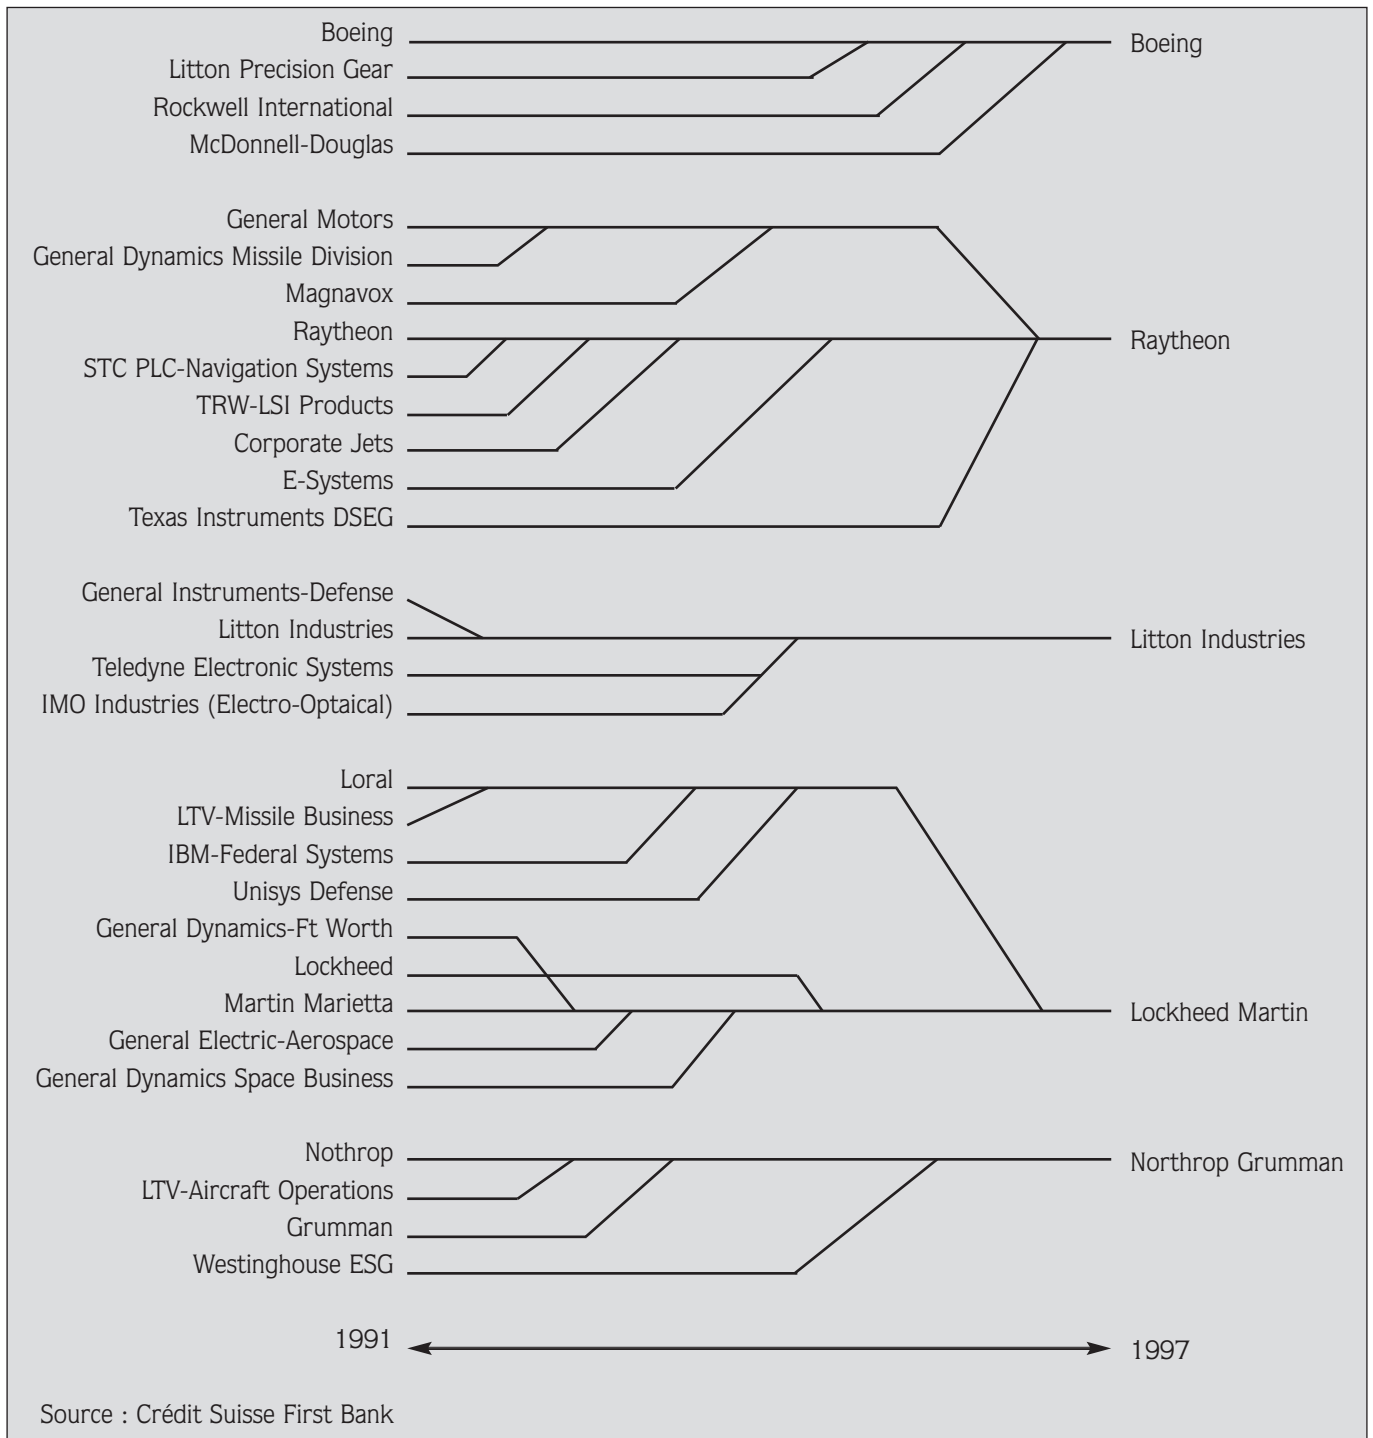 Boeing
Boeing
Litton Precision Gear
Rockwell International
McDonnell-Douglas
General Motors
General Dynamics Missile Division
Magnavox
Raytheon
Raytheon
STC PLC-Navigation Systems
TRW-LSI Products
Corporate Jets
E-Systems
Texas Instruments DSEG
General Instruments-Defense
Litton Industries
Litton Industries
Teledyne Electronic Systems
IMO Industries (Electro-Optaical)
Loral
LTV-Missile Business
IBM-Federal Systems
Unisys Defense
General Dynamics-Ft Worth
Lockheed
Martin Marietta
Lockheed Martin
General Electric-Aerospace
General Dynamics Space Business
Nothrop
Northrop Grumman
LTV-Aircraft Operations
Grumman
Westinghouse ESG
1991
1997
Source : Crédit Suisse First Bank